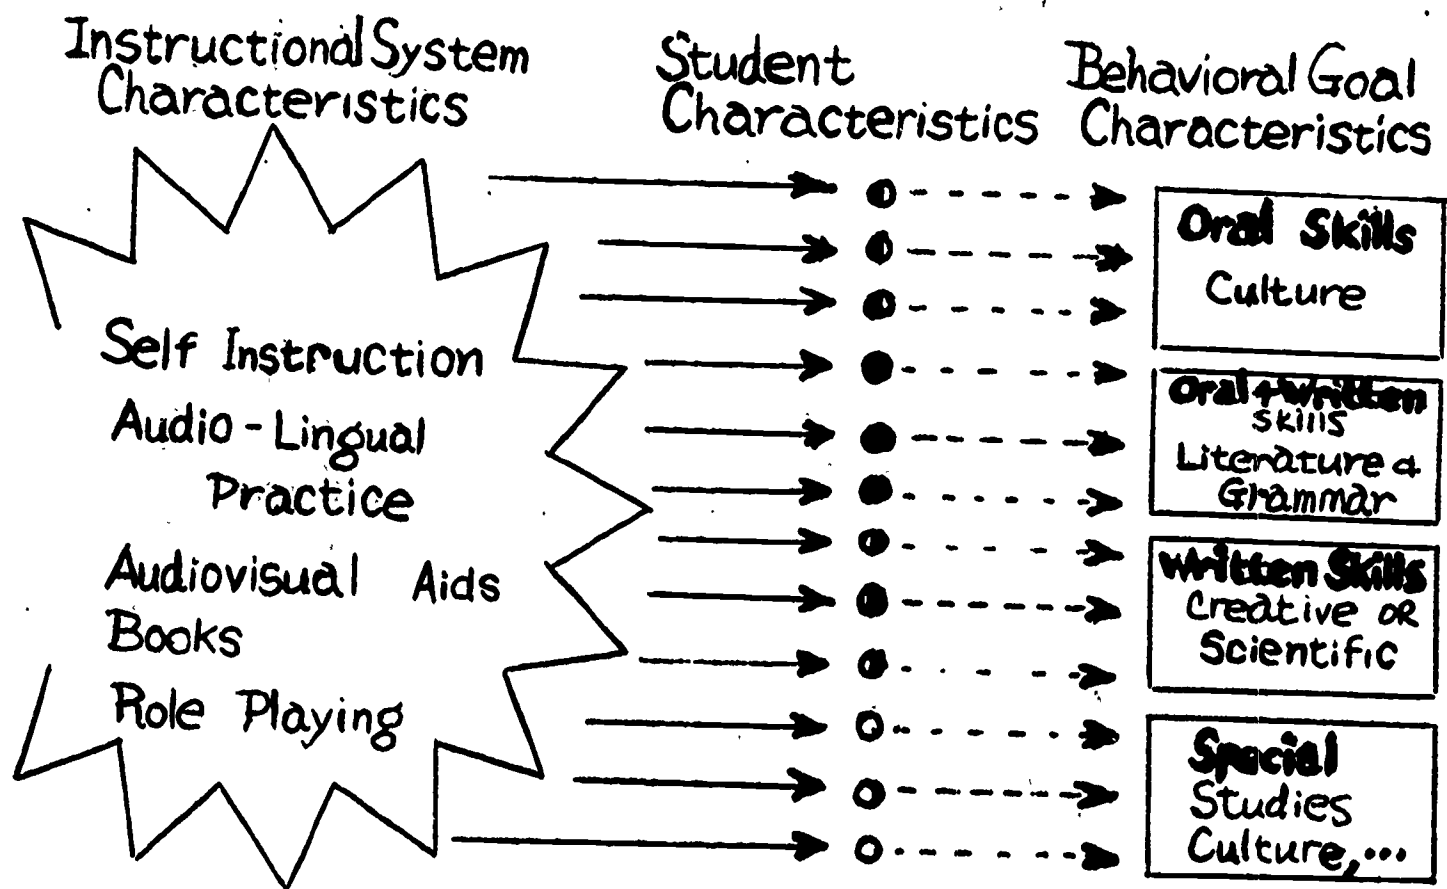 Instructional System
Characteristics
Student
Characteristics
Behavioral Goal
Characteristics
Self Instruction
Audio - Lingual
Practice
Audiovisual Aids
Books
Role Playing
Oral Skills
Culture
Oral + Written
Skills
Literature &
Grammar
Written Skills
Creative OR
Scientific
Special
Studies
Culture,...